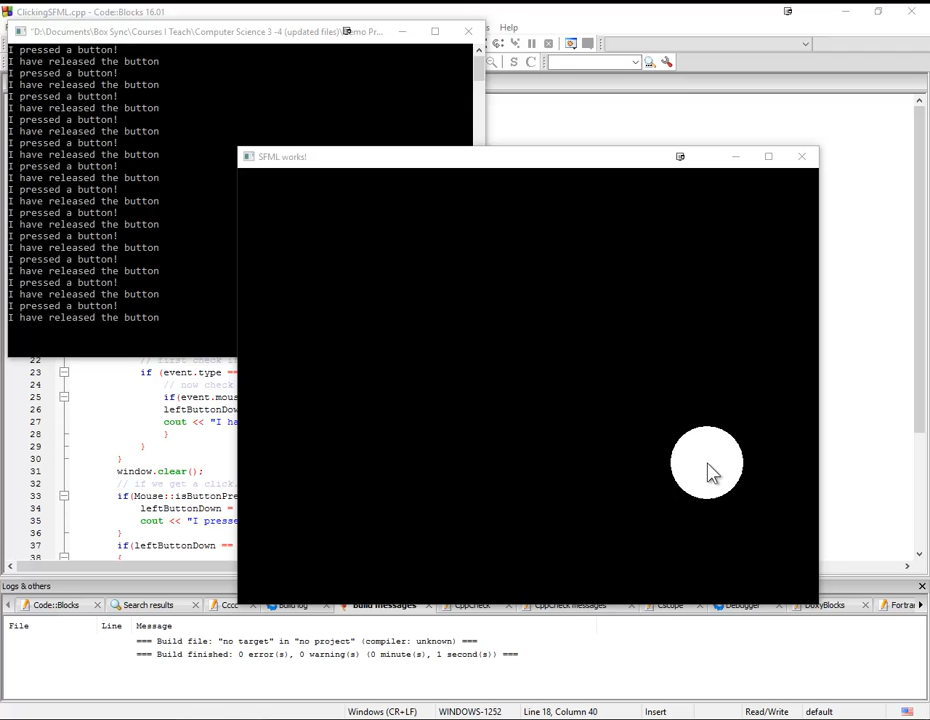 ClickingSFML.cpp - Code::Blocks 16.01
"D:\Documents\Box Sync\Courses I Teach\Computer Science 3 -4 (updated files)\ Pr...
Help
I pressed a button!
I have released the button
I pressed a button!
I have released the button
I pressed a button!
I have released the button
I pressed a button!
I have released the button
I pressed a button!
I have released the button
I pressed a button!
I have released the button
I pressed a button!
I have released the button
I pressed a button!
I have released the button
I pressed a button!
I have released the button
I pressed a button!
I have released the button
I pressed a button!
I have released the button
I pressed a button!
I have released the button
SFML works!
22 // first check i
23 if (event.type ==
24 // now check
25 if(event.mous
26 leftButtonDow
27 cout << "I ha
28 }
29 }
30 }
31 window.clear();
32 // if we get a click.
33 if(Mouse::isButtonPre
34 leftButtonDown =
35 cout << "I presse
36 }
37 if(leftButtonDown ==
38 {
Logs & others
Code::Blocks Search results Cccc Build log Build messages CppCheck CppCheck messages Cscope Debugger DoxyBlocks Fortran
File Line Message
=== Build file: "no target" in "no project" (compiler: unknown) ===
=== Build finished: 0 error(s), 0 warning(s) (0 minute(s), 1 second(s)) ===
Windows (CR+LF) WINDOWS-1252 Line 18, Column 40 Insert Read/Write default